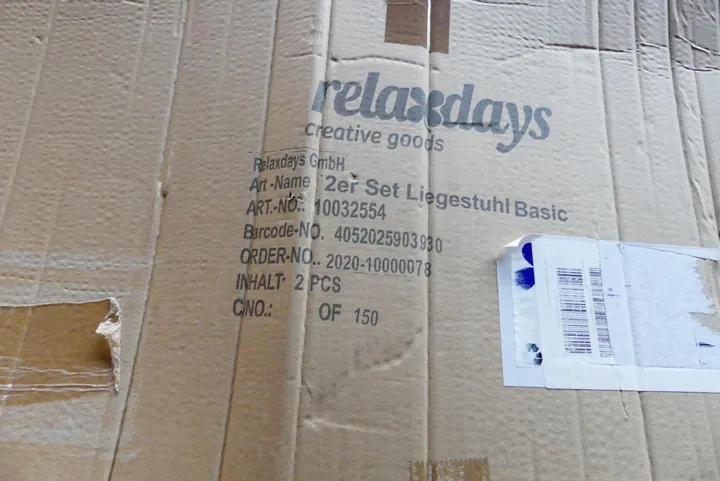 relaxdays
creative goods
Relaxdays GmbH
Art-Name 2er Set Liegestuhl Basic
ART.-NO.: 10032554
Barcode-NO. 4052025903930
ORDER-NO.. 2020-10000078
INHALT: 2 PCS
C/NO.: OF 150